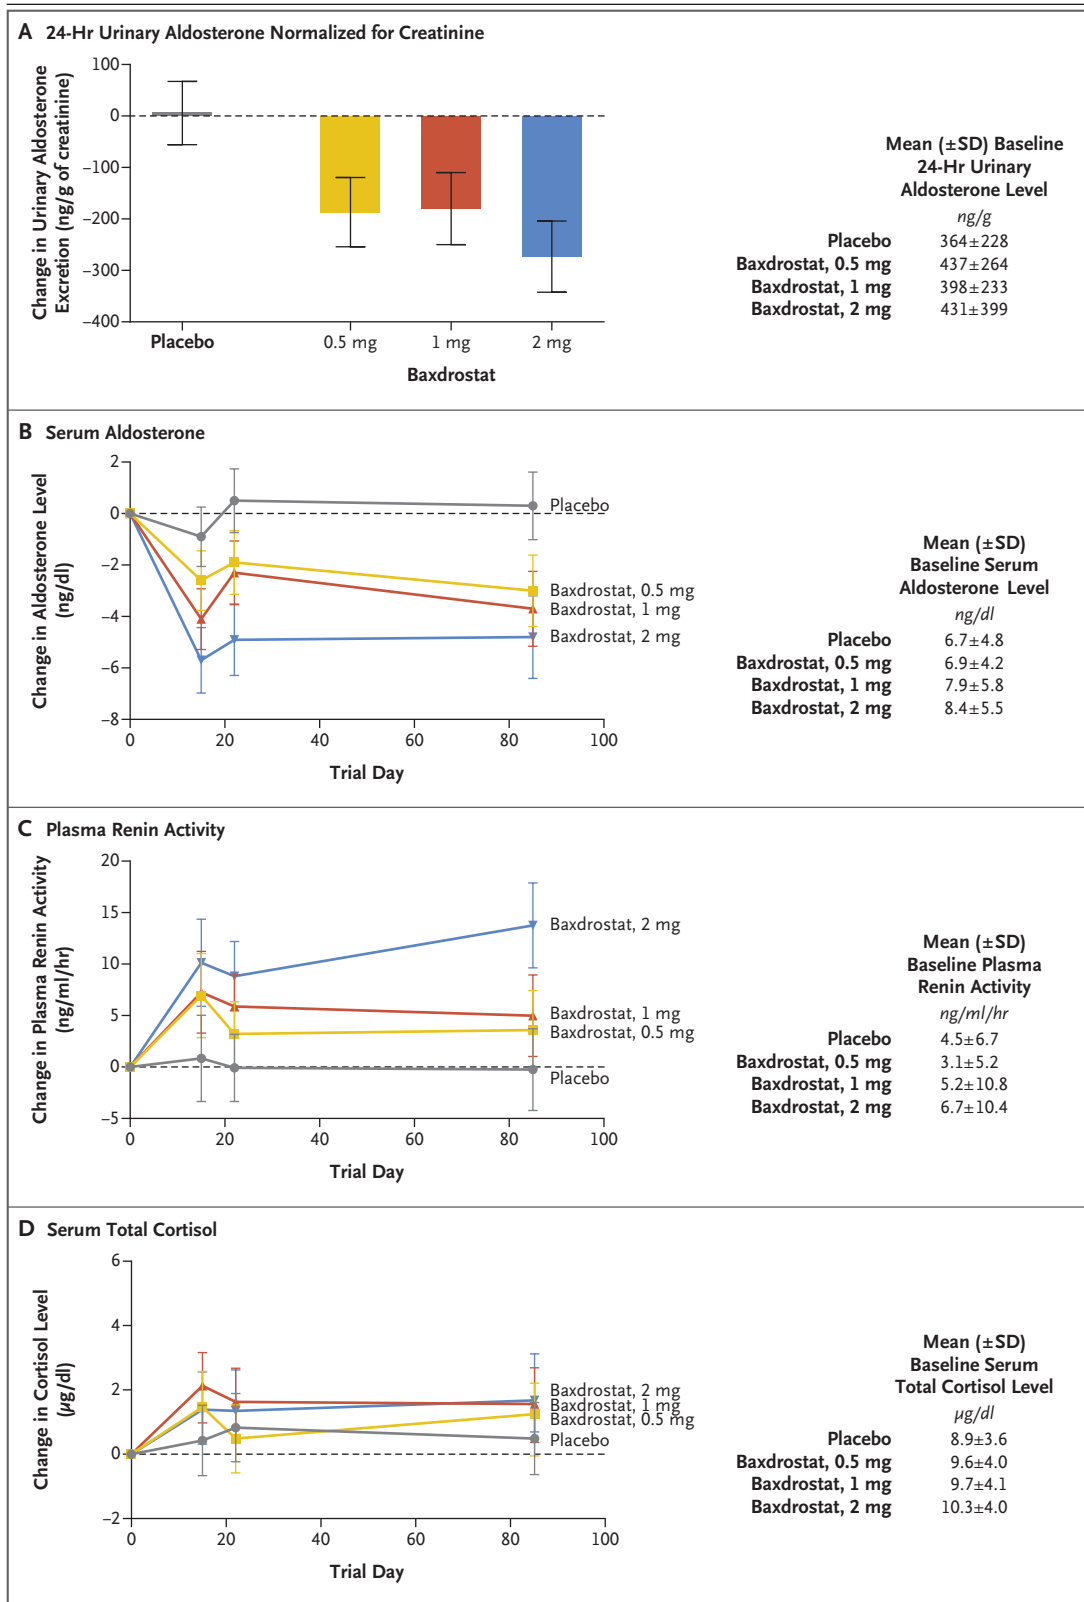 A 24-Hr Urinary Aldosterone Normalized for Creatinine
Change in Urinary Aldosterone
Excretion (ng/g of creatinine)
100
0
−100
−200
−300
−400
Placebo
0.5 mg
1 mg
2 mg
Baxdrostat
Mean (±SD) Baseline
24-Hr Urinary
Aldosterone Level
ng/g
Placebo 364±228
Baxdrostat, 0.5 mg 437±264
Baxdrostat, 1 mg 398±233
Baxdrostat, 2 mg 431±399
B Serum Aldosterone
Change in Aldosterone Level
(ng/dl)
2
0
−2
−4
−6
−8
0 20 40 60 80 100
Trial Day
Placebo
Baxdrostat, 0.5 mg
Baxdrostat, 1 mg
Baxdrostat, 2 mg
Mean (±SD)
Baseline Serum
Aldosterone Level
ng/dl
Placebo 6.7±4.8
Baxdrostat, 0.5 mg 6.9±4.2
Baxdrostat, 1 mg 7.9±5.8
Baxdrostat, 2 mg 8.4±5.5
C Plasma Renin Activity
Change in Plasma Renin Activity
(ng/ml/hr)
20
15
10
5
0
−5
0 20 40 60 80 100
Trial Day
Baxdrostat, 2 mg
Baxdrostat, 1 mg
Baxdrostat, 0.5 mg
Placebo
Mean (±SD)
Baseline Plasma
Renin Activity
ng/ml/hr
Placebo 4.5±6.7
Baxdrostat, 0.5 mg 3.1±5.2
Baxdrostat, 1 mg 5.2±10.8
Baxdrostat, 2 mg 6.7±10.4
D Serum Total Cortisol
Change in Cortisol Level
(µg/dl)
6
4
2
0
−2
0 20 40 60 80 100
Trial Day
Baxdrostat, 2 mg
Baxdrostat, 1 mg
Baxdrostat, 0.5 mg
Placebo
Mean (±SD)
Baseline Serum
Total Cortisol Level
µg/dl
Placebo 8.9±3.6
Baxdrostat, 0.5 mg 9.6±4.0
Baxdrostat, 1 mg 9.7±4.1
Baxdrostat, 2 mg 10.3±4.0